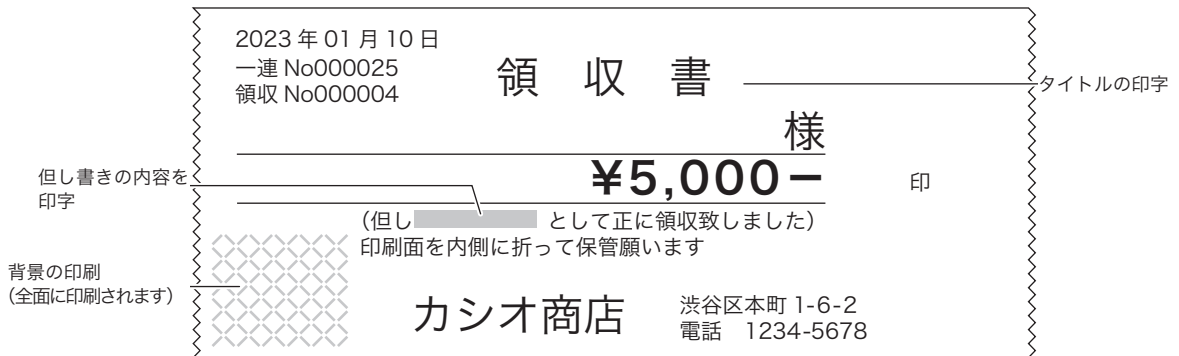 2023 年 01 月 10 日
一連 No000025
領収 No000004
領 収 書
タイトルの印字
様
但し書きの内容を
印字
¥5,000−
印
（但し　　　　　として正に領収致しました）
印刷面を内側に折って保管願います
背景の印刷
（全面に印刷されます）
カシオ商店
渋谷区本町 1-6-2
電話　1234-5678